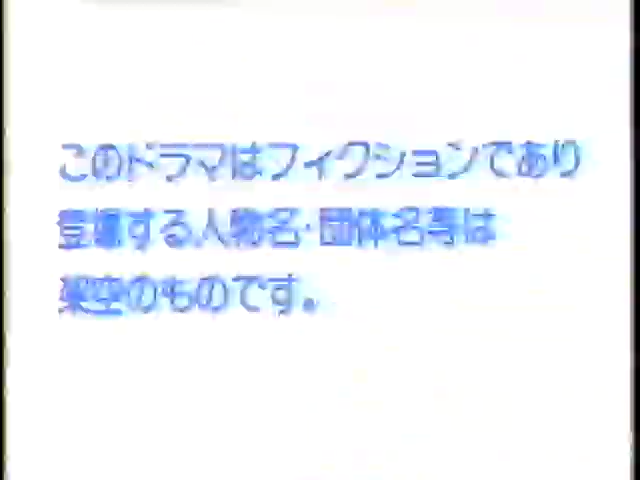 このドラマはフィクションであり
登場する人物名・団体名等は
架空のものです。